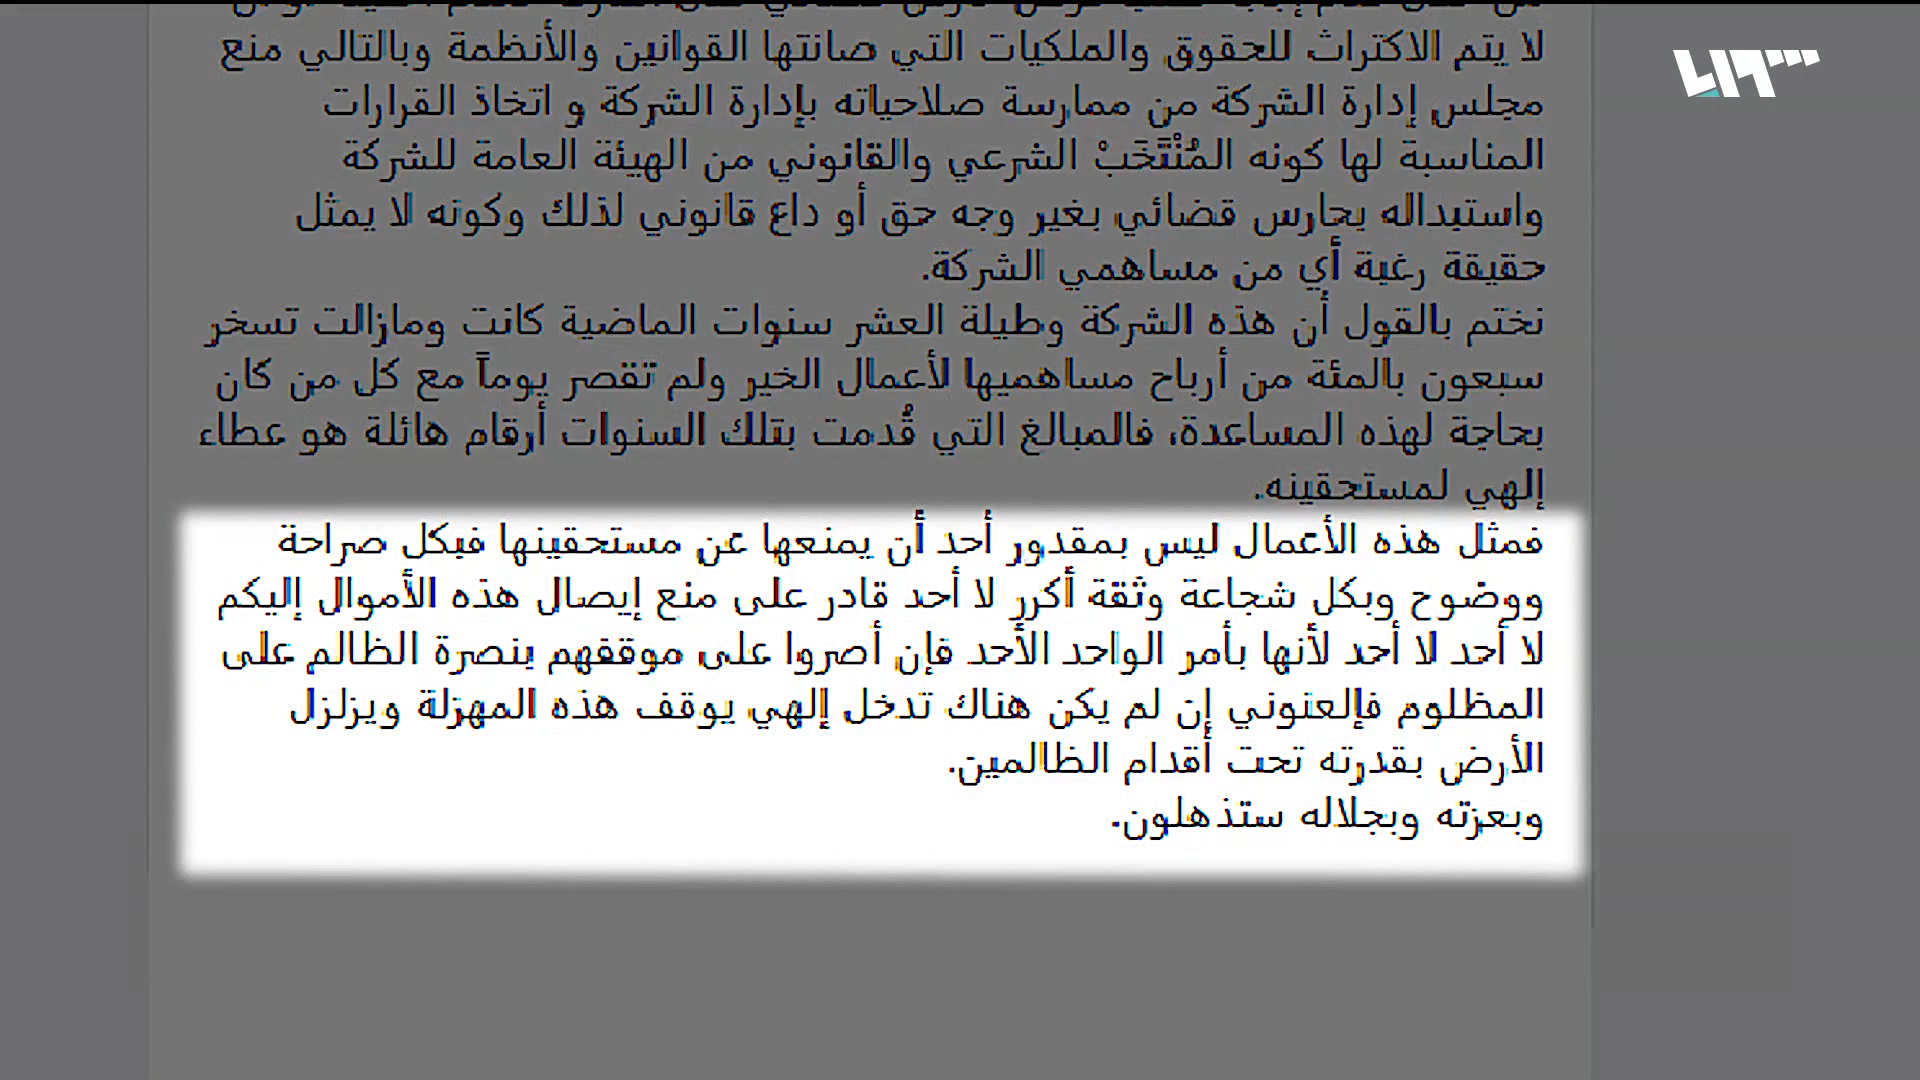 لا يتم الاكتراث للحقوق والملكيات التي صانتها القوانين والأنظمة وبالتالي منع
مجلس إدارة الشركة من ممارسة صلاحياته بإدارة الشركة و اتخاذ القرارات
المناسبة لها كونه المُنْتَخَبْ الشرعي والقانوني من الهيئة العامة للشركة
واستبداله بحارس قضائي بغير وجه حق أو داع قانوني لذلك وكونه لا يمثل
حقيقة رغبة أي من مساهمي الشركة.
نختم بالقول أن هذه الشركة وطيلة العشر سنوات الماضية كانت ومازالت تسخر
سبعون بالمئة من أرباح مساهميها لأعمال الخير ولم تقصر يوماً مع كل من كان
بحاجة لهذه المساعدة، فالمبالغ التي قُدمت بتلك السنوات أرقام هائلة هو عطاء
إلهي لمستحقينه.
فمثل هذه الأعمال ليس بمقدور أحد أن يمنعها عن مستحقينها فبكل صراحة
ووضوح وبكل شجاعة وثقة أكرر لا أحد قادر على منع إيصال هذه الأموال إليكم
لا أحد لا أحد لأنها بأمر الواحد الأحد فإن أصروا على موقفهم بنصرة الظالم على
المظلوم فإلعنوني إن لم يكن هناك تدخل إلهي يوقف هذه المهزلة ويزلزل
الأرض بقدرته تحت أقدام الظالمين.
وبعزته وبجلاله ستذهلون.